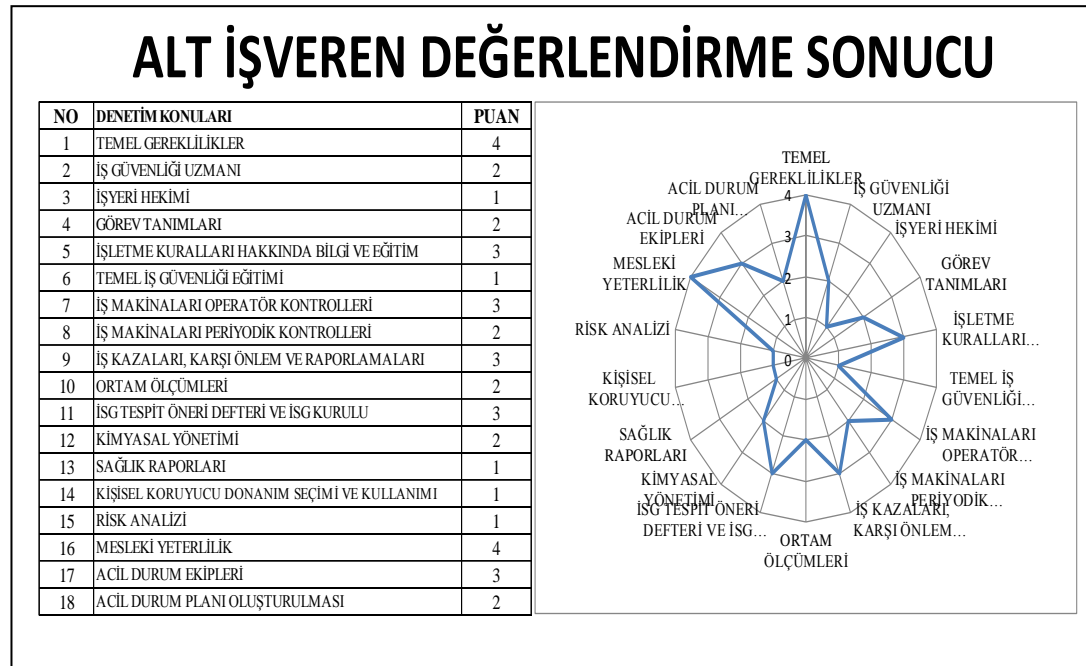 ALT İŞVEREN DEĞERLENDİRME SONUCU
NO DENETİM KONULARI PUAN
1 TEMEL GEREKLİLİKLER 4
2 İŞ GÜVENLİĞİ UZMANI 2
3 İŞYERİ HEKİMİ 1
4 GÖREV TANIMLARI 2
5 İŞLETME KURALLARI HAKKINDA BİLGİ VE EĞİTİM 3
6 TEMEL İŞ GÜVENLİĞİ EĞİTİMİ 1
7 İŞ MAKİNALARI OPERATÖR KONTROLLERİ 3
8 İŞ MAKİNALARI PERİYODİK KONTROLLERİ 2
9 İŞ KAZALARI, KARŞI ÖNLEM VE RAPORLAMALARI 3
10 ORTAM ÖLÇÜMLERİ 2
11 İSG TESPİT ÖNERİ DEFTERİ VE İSG KURULU 3
12 KİMYASAL YÖNETİMİ 2
13 SAĞLIK RAPORLARI 1
14 KİŞİSEL KORUYUCU DONANIM SEÇİMİ VE KULLANIMI 1
15 RİSK ANALİZİ 1
16 MESLEKİ YETERLİLİK 4
17 ACİL DURUM EKİPLERİ 3
18 ACİL DURUM PLANI OLUŞTURULMASI 2
TEMEL
GEREKLİLİKLER
İŞ GÜVENLİĞİ
UZMANI
İŞYERİ HEKİMİ
GÖREV
TANIMLARI
İŞLETME
KURALLARI…
TEMEL İŞ
GÜVENLİĞİ…
İŞ MAKİNALARI
OPERATÖR…
İŞ MAKİNALARI
PERİYODİK…
İŞ KAZALARI,
KARŞI ÖNLEM…
ORTAM
ÖLÇÜMLERİ
İSG TESPİT ÖNERİ
DEFTERİ VE İSG…
KİMYASAL
YÖNETİMİ
SAĞLIK
RAPORLARI
KİŞİSEL
KORUYUCU…
RİSK ANALİZİ
MESLEKİ
YETERLİLİK
ACİL DURUM
EKİPLERİ
ACİL DURUM
PLANI…
4
3
2
1
0